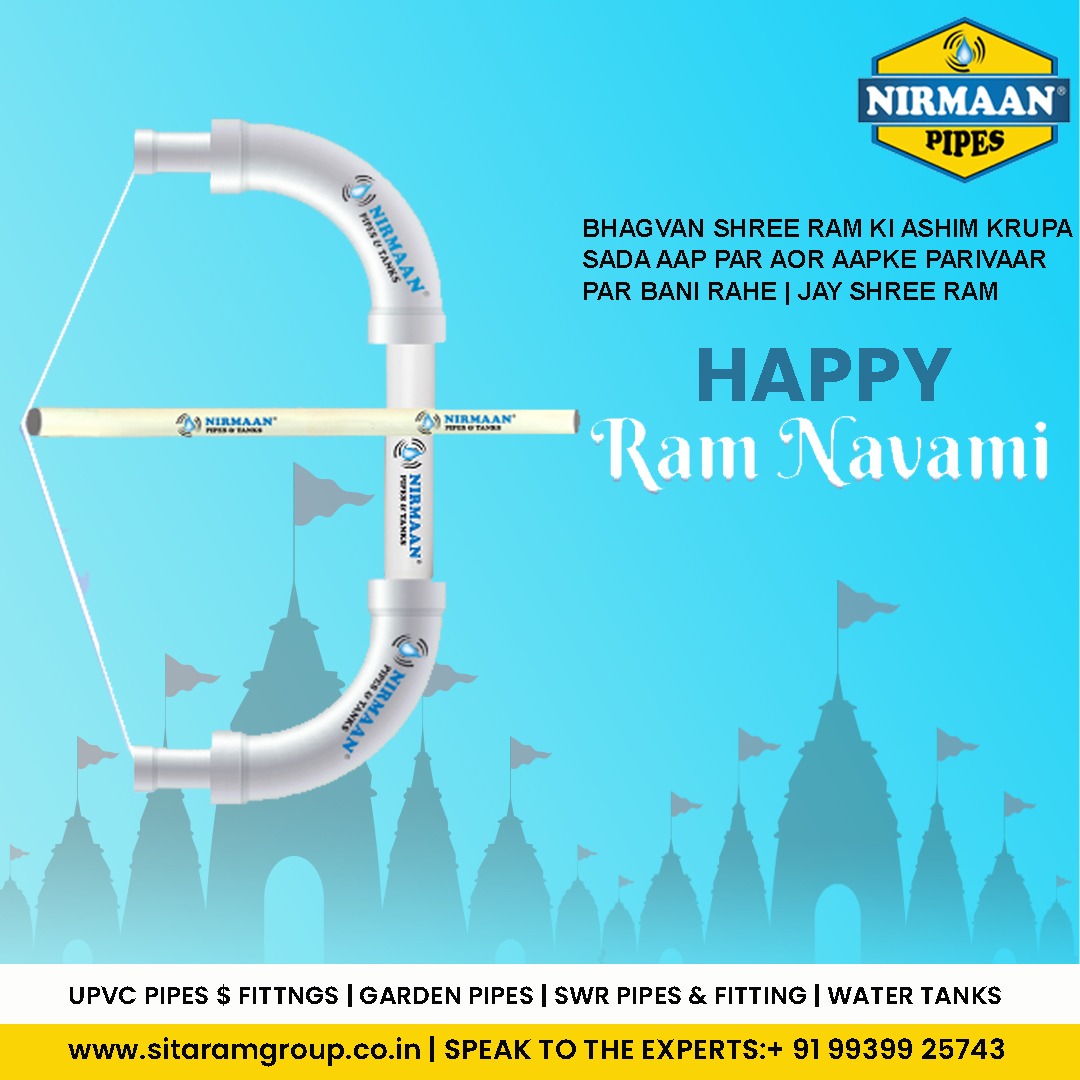 NIRMAAN®
PIPES
BHAGVAN SHREE RAM KI ASHIM KRUPA
SADA AAP PAR AOR AAPKE PARIVAAR
PAR BANI RAHE | JAY SHREE RAM
HAPPY
Ram Navami
NIRMAAN®
PIPES & TANKS
NIRMAAN®
PIPES & TANKS
NIRMAAN®
PIPES & TANKS
NIRMAAN®
PIPES & TANKS
NIRMAAN®
PIPES & TANKS
UPVC PIPES $ FITTNGS | GARDEN PIPES | SWR PIPES & FITTING | WATER TANKS
www.sitaramgroup.co.in | SPEAK TO THE EXPERTS:+ 91 99399 25743